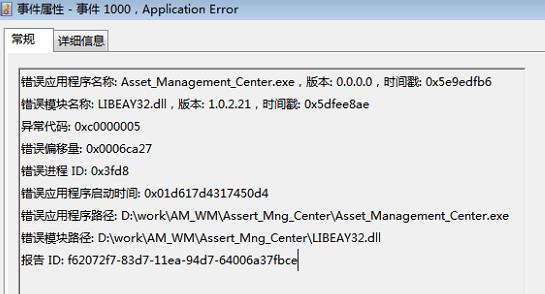 事件属性 - 事件 1000，Application Error
常规 详细信息
错误应用程序名称: Asset_Management_Center.exe，版本: 0.0.0.0，时间戳: 0x5e9edfb6
错误模块名称: LIBEAY32.dll，版本: 1.0.2.21，时间戳: 0x5dfee8ae
异常代码: 0xc0000005
错误偏移量: 0x0006ca27
错误进程 ID: 0x3fd8
错误应用程序启动时间: 0x01d617d4317450d4
错误应用程序路径: D:\work\AM_WM\Assert_Mng_Center\Asset_Management_Center.exe
错误模块路径: D:\work\AM_WM\Assert_Mng_Center\LIBEAY32.dll
报告 ID: f62072f7-83d7-11ea-94d7-64006a37fbce